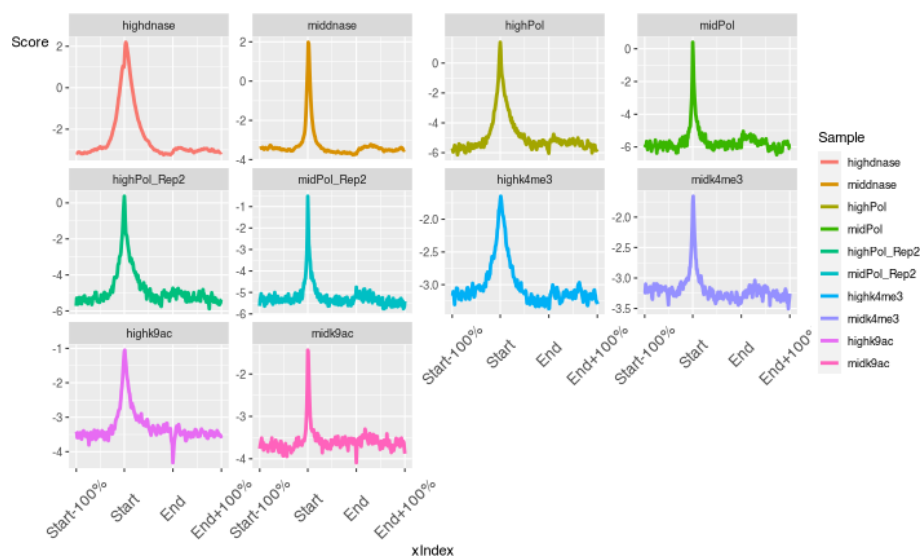 highdnase middnase highPol midPol
Score
2
0
-2
2
0
-2
-4
0
-2
-4
-6
0
-2
-4
-6
Sample
highdnase
middnase
highPol
midPol
highPol_Rep2
midPol_Rep2
highk4me3
midk4me3
highk9ac
midk9ac
highPol_Rep2 midPol_Rep2 highk4me3 midk4me3
0
-2
-4
-6
-1
-2
-3
-4
-5
-6
-2.0
-2.5
-3.0
-2.0
-2.5
-3.0
-3.5
Start-100% Start End End+100% Start-100% Start End End+100°
highk9ac midk9ac
-1
-2
-3
-4
-2
-3
-4
Start-100% Start End End+100% Start-100% Start End End+100%
xIndex